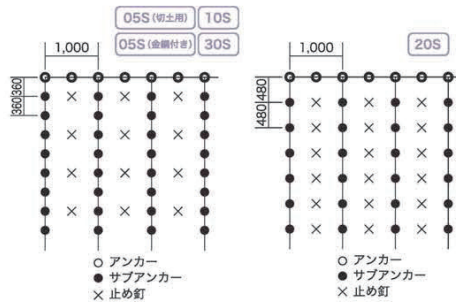 05S(切土用) 10S
05S(金網付き) 30S
1,000
360
360
○ アンカー
● サブアンカー
× 止め釘
20S
1,000
480
480
○ アンカー
● サブアンカー
× 止め釘